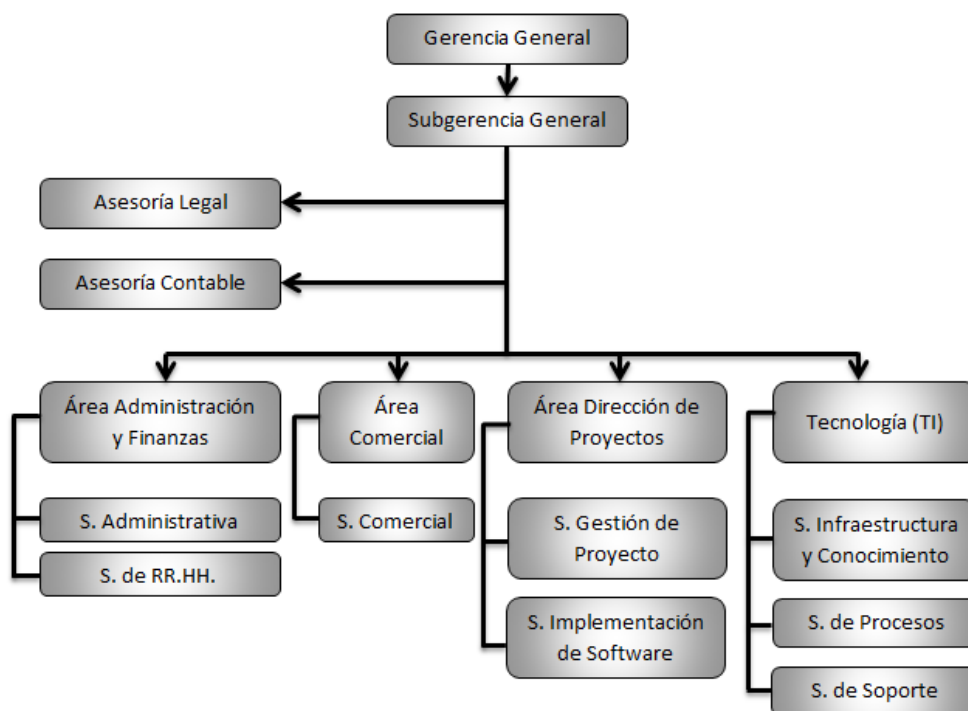 Gerencia General
Subgerencia General
Asesoría Legal
Asesoría Contable
Área Administración
y Finanzas
S. Administrativa
S. de RR.HH.
Área
Comercial
S. Comercial
Área Dirección de
Proyectos
S. Gestión de
Proyecto
S. Implementación
de Software
Tecnología (TI)
S. Infraestructura
y Conocimiento
S. de Procesos
S. de Soporte